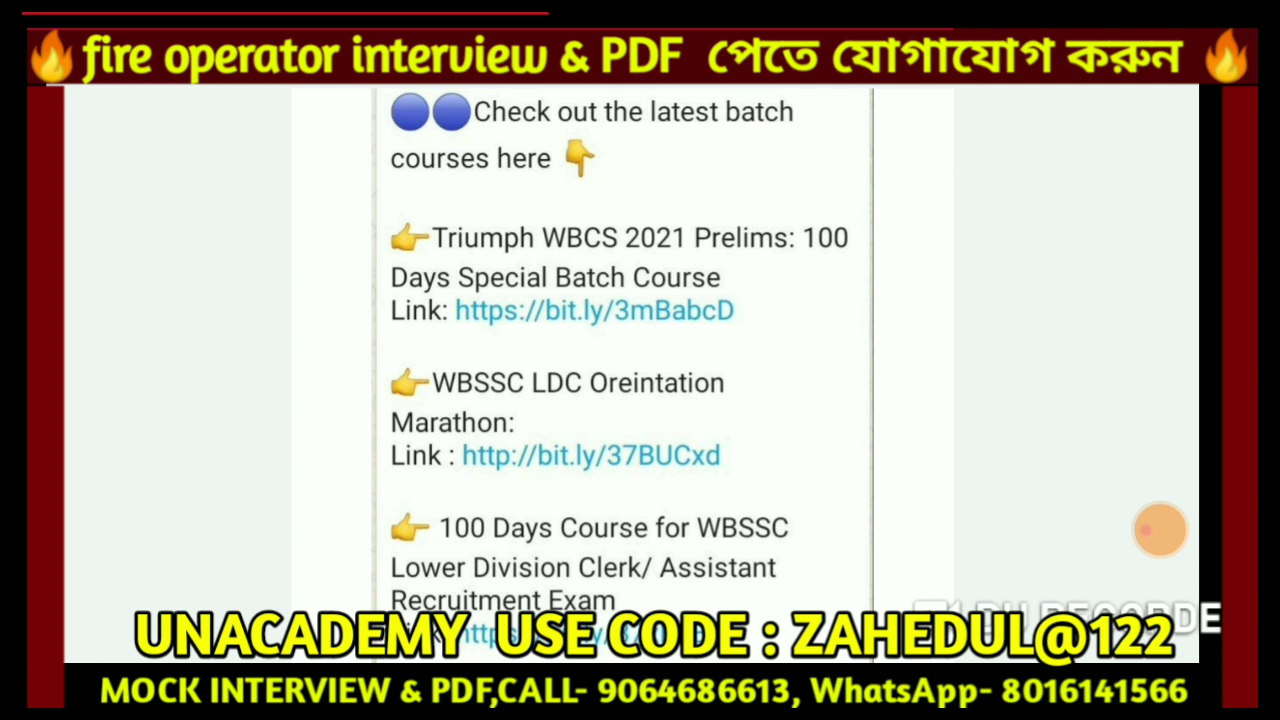 🔥fire operator interview & PDF পেতে যোগাযোগ করুন🔥
🔵🔵Check out the latest batch
courses here 👇
👉Triumph WBCS 2021 Prelims: 100
Days Special Batch Course
Link: https://bit.ly/3mBabcD
👉WBSSC LDC Oreintation
Marathon:
Link : http://bit.ly/37BUCxd
👉 100 Days Course for WBSSC
Lower Division Clerk/ Assistant
Recruitment Exam
UNACADEMY USE CODE : ZAHEDUL@122
MOCK INTERVIEW & PDF,CALL- 9064686613, WhatsApp- 8016141566